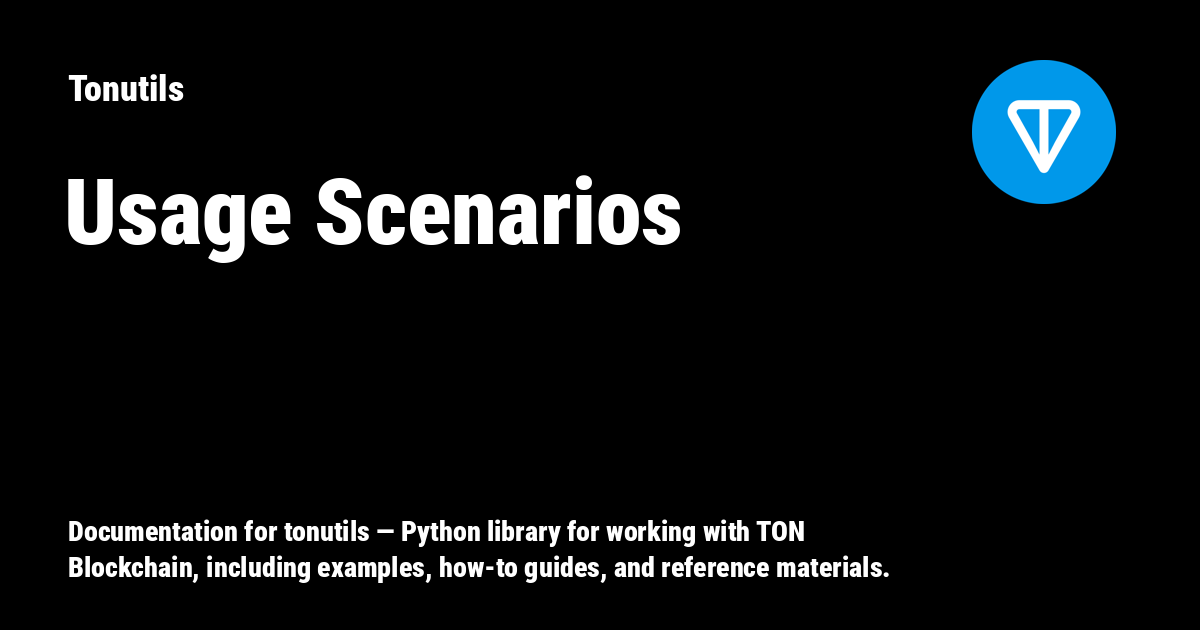 Tonutils
Usage Scenarios
Documentation for tonutils — Python library for working with TON
Blockchain, including examples, how-to guides, and reference materials.